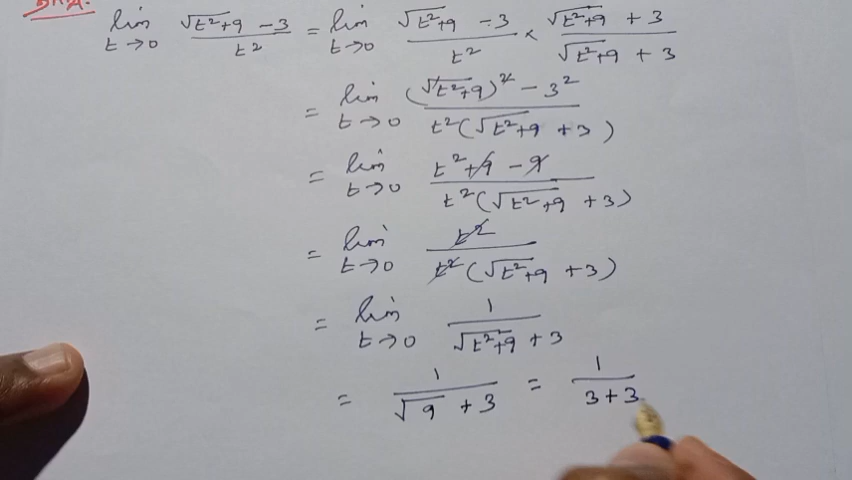 lim t→0 (√(t²+9) - 3)/t² = lim t→0 (√(t²+9) - 3)/t² × (√(t²+9) + 3)/(√(t²+9) + 3)
= lim t→0 ((√(t²+9))² - 3²)/(t²(√(t²+9) + 3))
= lim t→0 (t²+9 - 9)/(t²(√(t²+9) + 3))
= lim t→0 t²/(t²(√(t²+9) + 3))
= lim t→0 1/(√(t²+9) + 3)
= 1/(√9 + 3) = 1/(3+3)